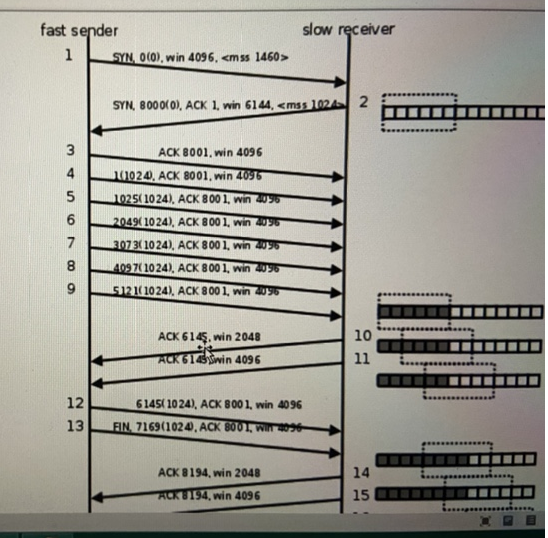 fast sender
slow receiver
1
SYN, 0(0), win 4096, <mss 1460>
SYN, 8000(0), ACK 1, win 6144, <mss 1024>
2
3
ACK 8001, win 4096
4
1(1024), ACK 8001, win 4096
5
1025(1024), ACK 8001, win 4096
6
2049(1024), ACK 8001, win 4096
7
3073(1024), ACK 8001, win 4096
8
4097(1024), ACK 8001, win 4096
9
5121(1024), ACK 8001, win 4096
ACK 6145, win 2048
10
ACK 6145, win 4096
11
12
6145(1024), ACK 8001, win 4096
13
FIN, 7169(1024), ACK 8001, win 4096
ACK 8194, win 2048
14
ACK 8194, win 4096
15